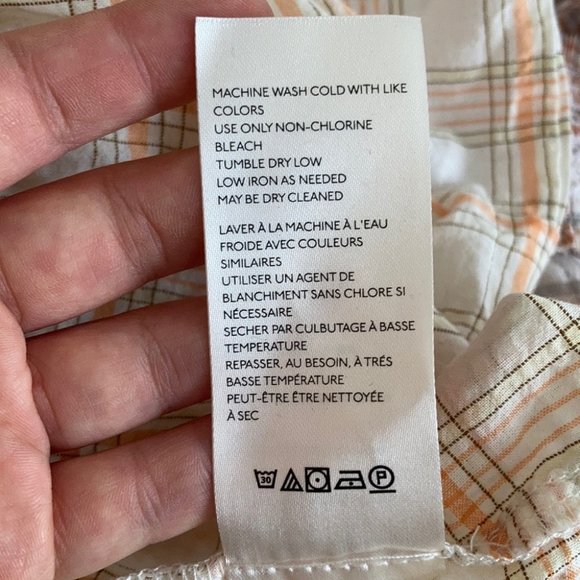 MACHINE WASH COLD WITH LIKE
COLORS
USE ONLY NON-CHLORINE
BLEACH
TUMBLE DRY LOW
LOW IRON AS NEEDED
MAY BE DRY CLEANED
LAVER À LA MACHINE À L'EAU
FROIDE AVEC COULEURS
SIMILAIRES
UTILISER UN AGENT DE
BLANCHIMENT SANS CHLORE SI
NÉCESSAIRE
SECHER PAR CULBUTAGE À BASSE
TEMPERATURE
REPASSER, AU BESOIN, À TRÉS
BASSE TEMPÉRATURE
PEUT-ÊTRE ÊTRE NETTOYÉE
À SEC
30 P